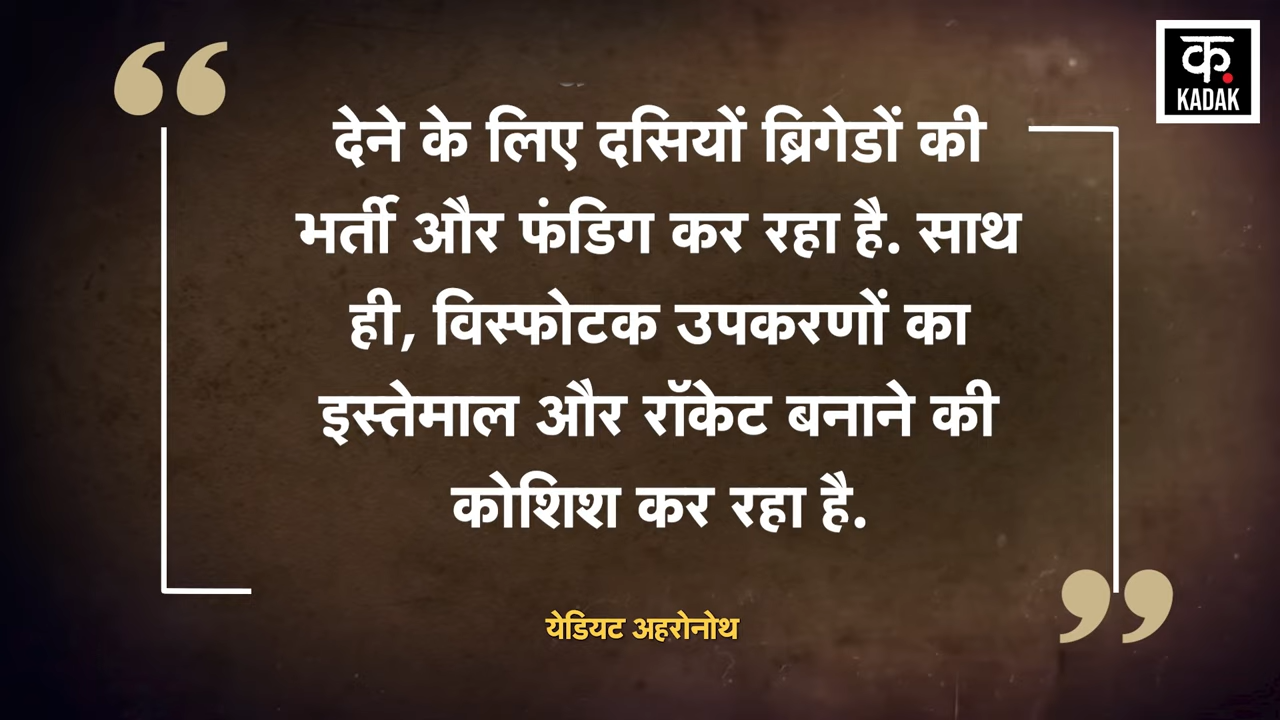 क.
KADAK
देने के लिए दसियों ब्रिगेडों की
भर्ती और फंडिग कर रहा है. साथ
ही, विस्फोटक उपकरणों का
इस्तेमाल और रॉकेट बनाने की
कोशिश कर रहा है.
येडियट अहरोनोथ